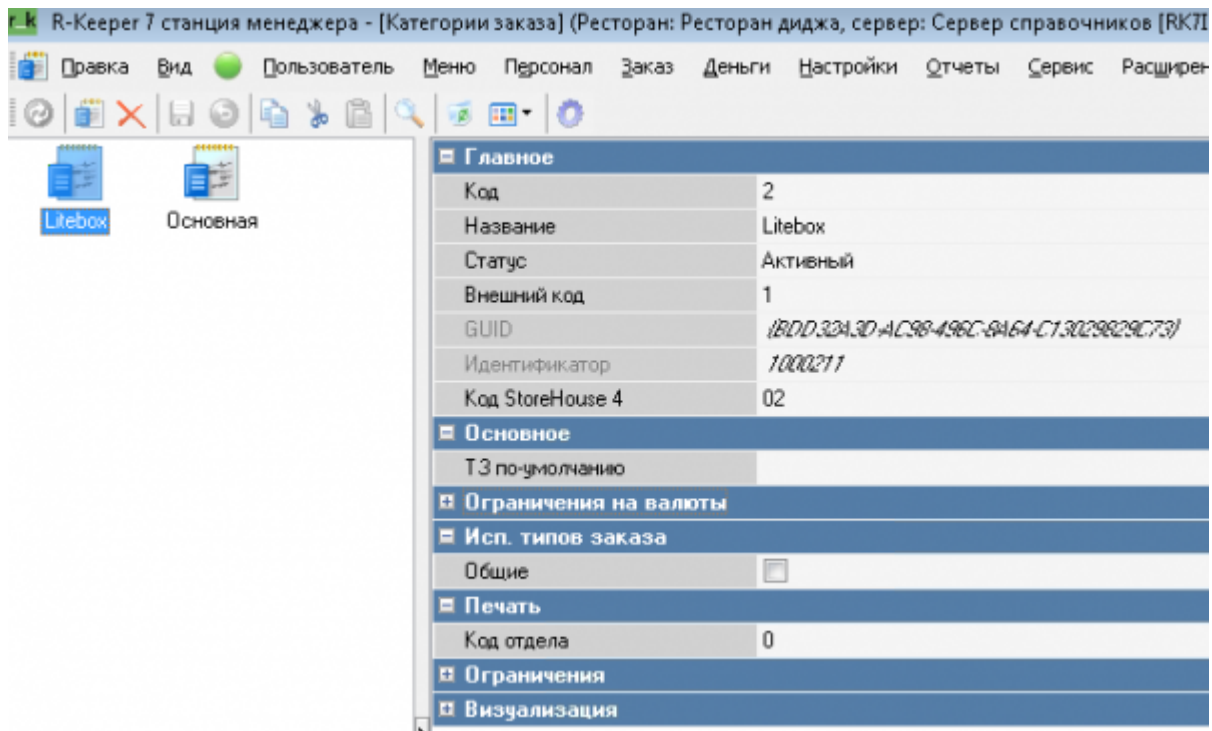 r_k R-Keeper 7 станция менеджера - [Категории заказа] (Ресторан: Ресторан диджа, сервер: Сервер справочников [RK7I
Правка Вид Пользователь Меню Персонал Заказ Деньги Настройки Отчеты Сервис Расширен
Litebox Основная
Главное
Код 2
Название Litebox
Статус Активный
Внешний код 1
GUID {BDD32A3D-AC98-496C-8A64-C13029829C73}
Идентификатор 1000211
Код StoreHouse 4 02
Основное
ТЗ по-умолчанию
Ограничения на валюты
Исп. типов заказа
Общие
Печать
Код отдела 0
Ограничения
Визуализация